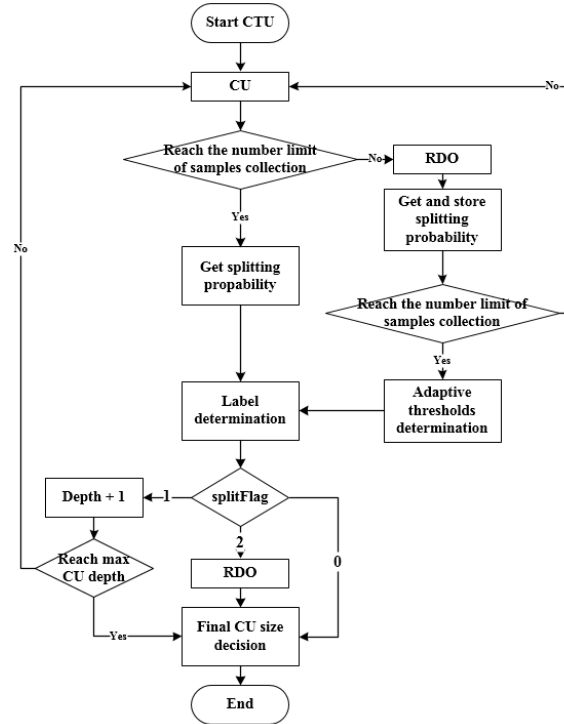 Start CTU
CU
No
Reach the number limit
of samples collection
No
RDO
Yes
Get and store
splitting
probability
No
Get splitting
propability
Reach the number limit of
samples collection
Yes
Label
determination
Adaptive
thresholds
determination
Depth + 1
1
splitFlag
2
0
Reach max
CU depth
RDO
Yes
Final CU size
decision
End